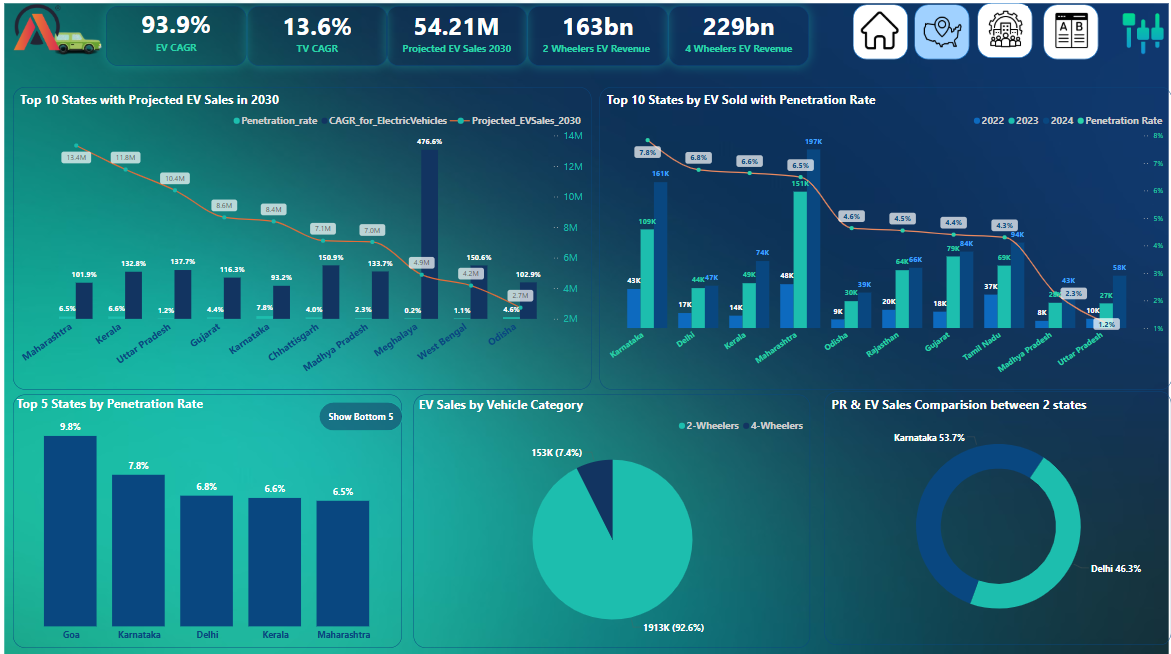 93.9%
EV CAGR
13.6%
TV CAGR
54.21M
Projected EV Sales 2030
163bn
2 Wheelers EV Revenue
229bn
4 Wheelers EV Revenue
A B
Top 10 States with Projected EV Sales in 2030
Penetration_rate CAGR_for_ElectricVehicles Projected_EVSales_2030
14M
12M
10M
8M
6M
4M
2M
13.4M
11.8M
10.4M
8.6M
8.4M
7.1M
7.0M
4.9M
4.2M
2.7M
101.9%
132.8%
137.7%
116.3%
93.2%
150.9%
133.7%
476.6%
150.6%
102.9%
6.5%
6.6%
1.2%
4.4%
7.8%
4.0%
2.3%
0.2%
1.1%
4.6%
Maharashtra
Kerala
Uttar Pradesh
Gujarat
Karnataka
Chhattisgarh
Madhya Pradesh
Meghalaya
West Bengal
Odisha
Top 10 States by EV Sold with Penetration Rate
2022 2023 2024 Penetration Rate
8%
7%
6%
5%
4%
3%
2%
1%
7.8%
6.8%
6.6%
6.5%
4.6%
4.5%
4.4%
4.3%
2.3%
1.2%
43K
109K
161K
17K
44K
47K
14K
49K
74K
48K
151K
197K
9K
30K
39K
20K
64K
66K
18K
79K
84K
37K
69K
94K
8K
43K
10K
27K
58K
Karnataka
Delhi
Kerala
Maharashtra
Odisha
Rajasthan
Gujarat
Tamil Nadu
Madhya Pradesh
Uttar Pradesh
Top 5 States by Penetration Rate
Show Bottom 5
9.8%
7.8%
6.8%
6.6%
6.5%
Goa
Karnataka
Delhi
Kerala
Maharashtra
EV Sales by Vehicle Category
2-Wheelers 4-Wheelers
153K (7.4%)
1913K (92.6%)
PR & EV Sales Comparision between 2 states
Karnataka 53.7%
Delhi 46.3%